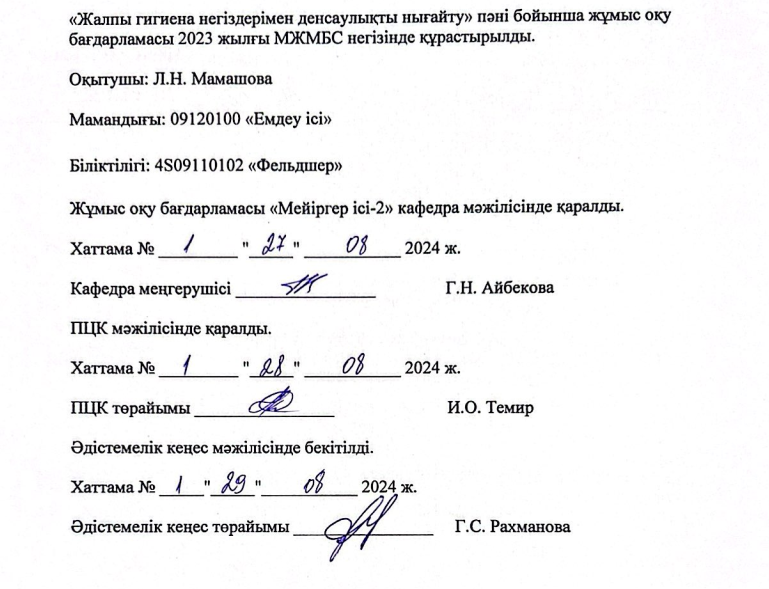 «Жалпы гигиена негіздерімен денсаулықты нығайту» пәні бойынша жұмыс оқу
бағдарламасы 2023 жылғы МЖМБС негізінде құрастырылды.
Оқытушы: Л.Н. Мамашова
Мамандығы: 09120100 «Емдеу ісі»
Біліктілігі: 4S09110102 «Фельдшер»
Жұмыс оқу бағдарламасы «Мейіргер ісі-2» кафедра мәжілісінде қаралды.
Хаттама № 1 "27" 08 2024 ж.
Кафедра меңгерушісі Г.Н. Айбекова
ПЦК мәжілісінде қаралды.
Хаттама № 1 "28" 08 2024 ж.
ПЦК төрайымы И.О. Темир
Әдістемелік кеңес мәжілісінде бекітілді.
Хаттама № 1 "29" 08 2024 ж.
Әдістемелік кеңес төрайымы Г.С. Рахманова